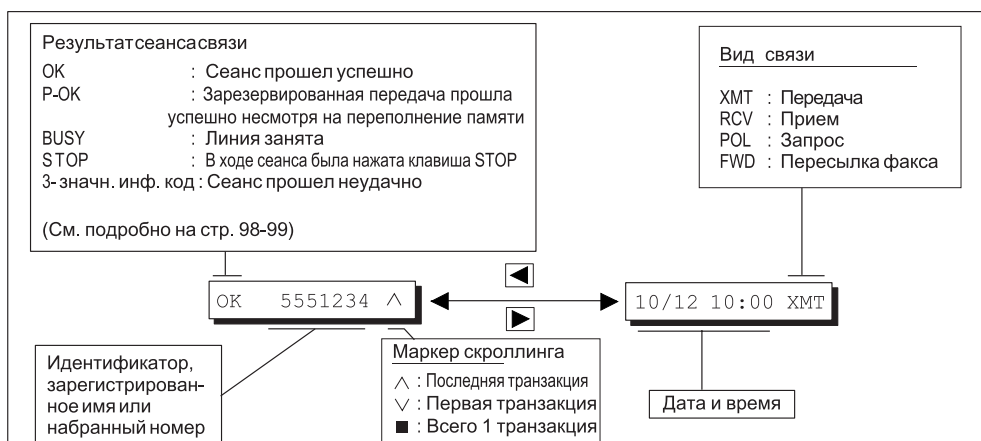 Результат сеанса связи
OK : Сеанс прошел успешно
P-OK : Зарезервированная передача прошла
успешно несмотря на переполнение памяти
BUSY : Линия занята
STOP : В ходе сеанса была нажата клавиша STOP
3-значн. инф. код : Сеанс прошел неудачно
(См. подробно на стр. 98-99)
Вид связи
XMT : Передача
RCV : Прием
POL : Запрос
FWD : Пересылка факса
OK 5551234 ^
◀
▶
10/12 10:00 XMT
Идентификатор,
зарегистрирован-
ное имя или
набранный номер
Маркер скроллинга
^ : Последняя транзакция
v : Первая транзакция
■ : Всего 1 транзакция
Дата и время